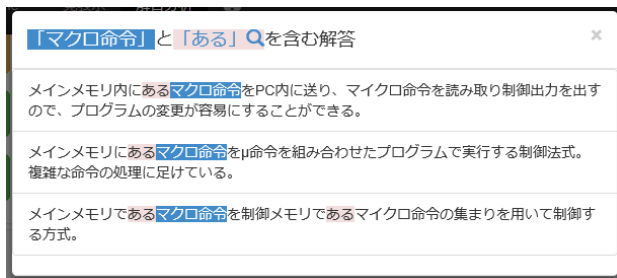 「マクロ命令」と「ある」を含む解答
×
メインメモリ内にあるマクロ命令をPC内に送り、マイクロ命令を読み取り制御出力を出す
ので、プログラムの変更が容易にすることができる。
メインメモリにあるマクロ命令をμ命令を組み合わせたプログラムで実行する制御法式。
複雑な命令の処理に足けている。
メインメモリであるマクロ命令を制御メモリであるマイクロ命令の集まりを用いて制御す
る方式。